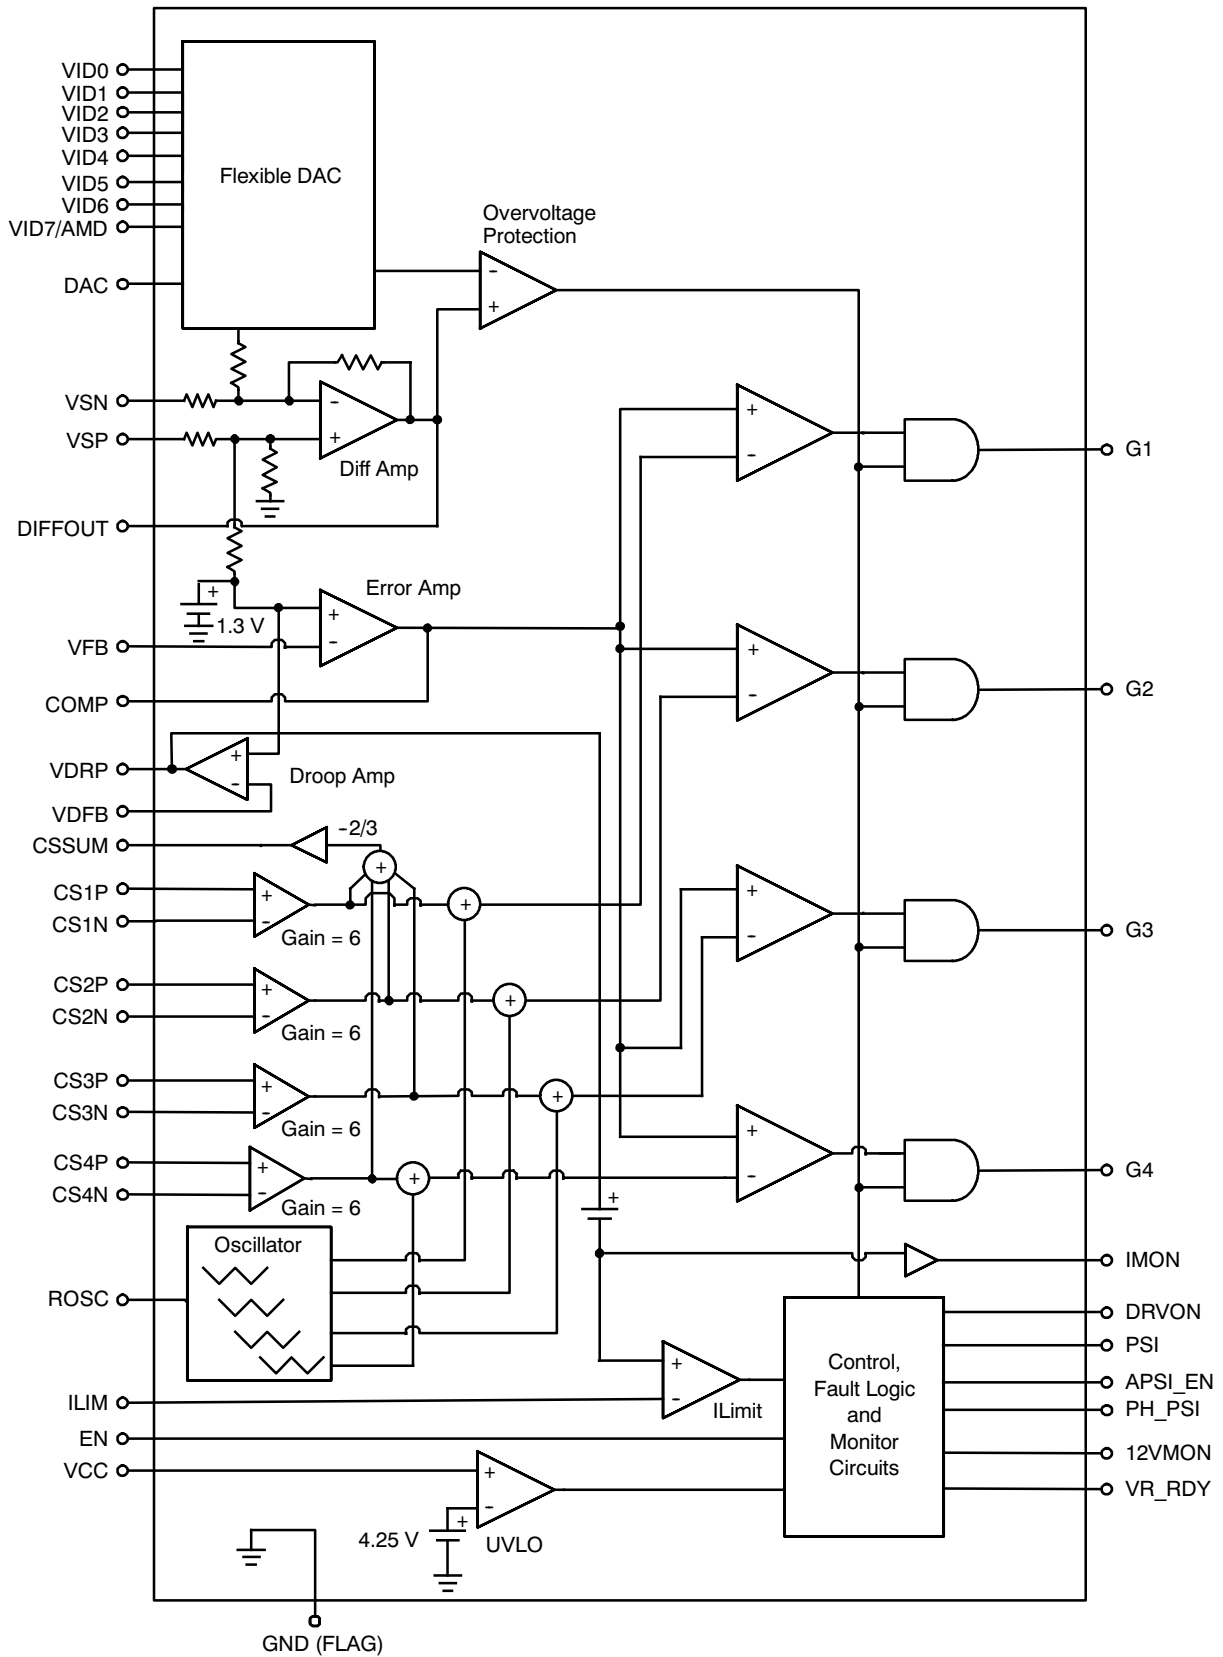 VID0
VID1
VID2
VID3
VID4
VID5
VID6
VID7/AMD
DAC
Flexible DAC
Overvoltage
Protection
-
+
VSN
VSP
-
+
Diff Amp
DIFFOUT
+
1.3 V
Error Amp
+
-
VFB
COMP
VDRP
VDFB
+
-
Droop Amp
CSSUM
-2/3
+
CS1P
CS1N
+
-
Gain = 6
+
CS2P
CS2N
+
-
Gain = 6
+
CS3P
CS3N
+
-
Gain = 6
+
CS4P
CS4N
+
-
Gain = 6
+
+
-
G1
+
-
G2
+
-
G3
+
-
G4
+
IMON
Oscillator
ROSC
ILIM
+
-
ILimit
EN
VCC
+
-
+
4.25 V
UVLO
Control,
Fault Logic
and
Monitor
Circuits
DRVON
PSI
APSI_EN
PH_PSI
12VMON
VR_RDY
GND (FLAG)